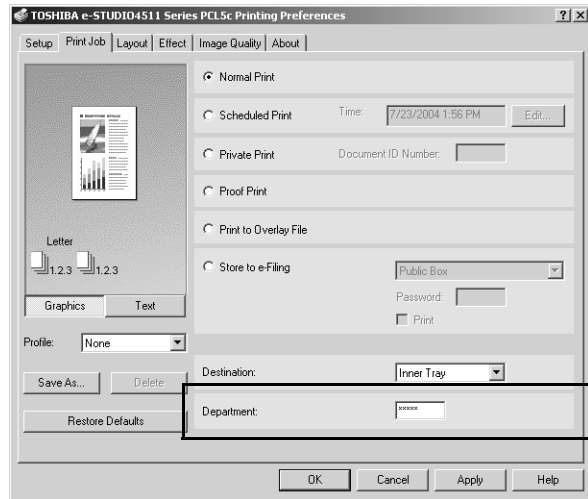 TOSHIBA e-STUDIO4511 Series PCL5c Printing Preferences
Setup Print Job Layout Effect Image Quality About
Normal Print
Scheduled Print Time: 7/23/2004 1:56 PM Edit...
Private Print Document ID Number:
Proof Print
Print to Overlay File
Letter
1.2.3 1.2.3
Store to e-Filing Public Box
Password:
Print
Graphics Text
Profile: None
Save As... Delete
Restore Defaults
Destination: Inner Tray
Department: *****
OK Cancel Apply Help